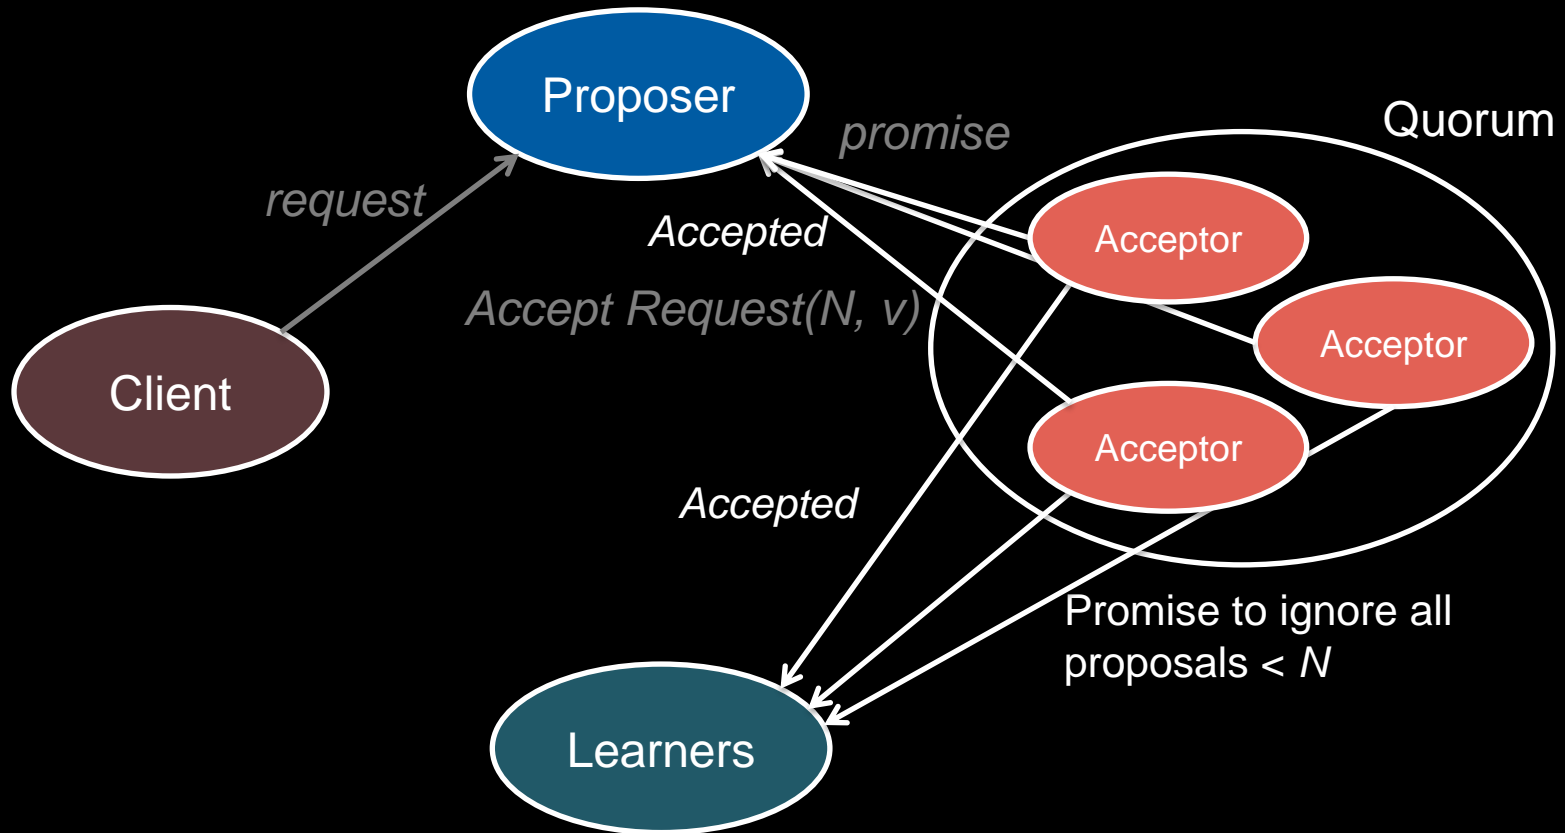 Proposer
Quorum
promise
request
Accepted
Acceptor
Accept Request(N, v)
Acceptor
Client
Acceptor
Accepted
Promise to ignore all
proposals < N
Learners